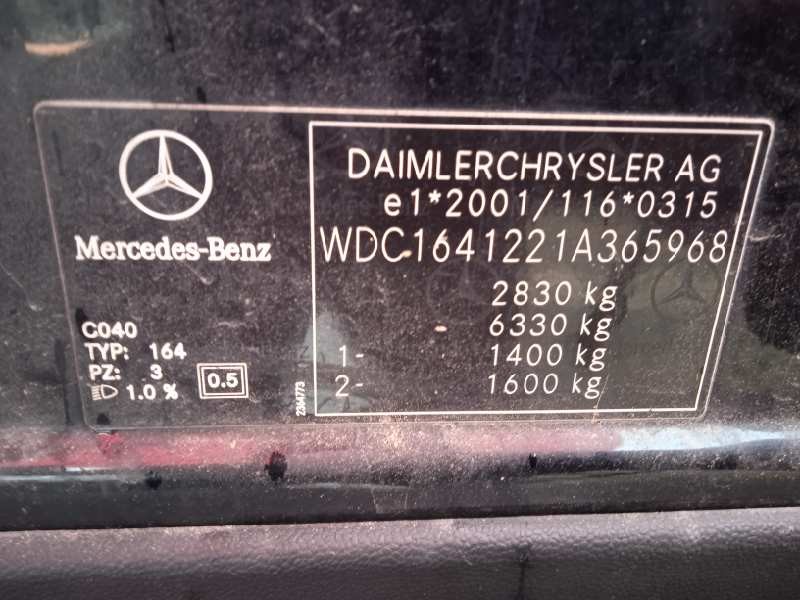 Mercedes-Benz
C040
TYP: 164
PZ: 3
1.0 %
0.5
2364773
DAIMLERCHRYSLER AG
e1*2001/116*0315
WDC1641221A365968
2830 kg
6330 kg
1- 1400 kg
2- 1600 kg